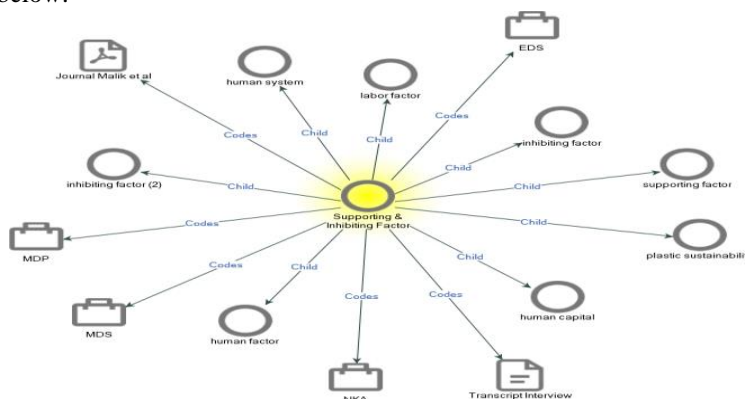 below:
EDS
Journal Malik et al
human system
labor factor
Codes
Codes
Child
Child
inhibiting factor
Child
inhibiting factor (2)
Child
Child
supporting factor
Supporting &
Inhibiting Factor
Codes
Child
MDP
plastic sustainabili
Codes
Child
Child
Codes
Codes
human capital
MDS
human factor
NKA
Transcript Interview